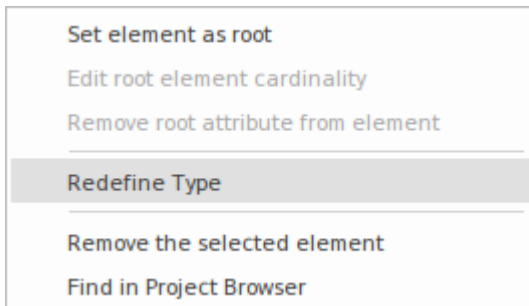 Set element as root
Edit root element cardinality
Remove root attribute from element
Redefine Type
Remove the selected element
Find in Project Browser